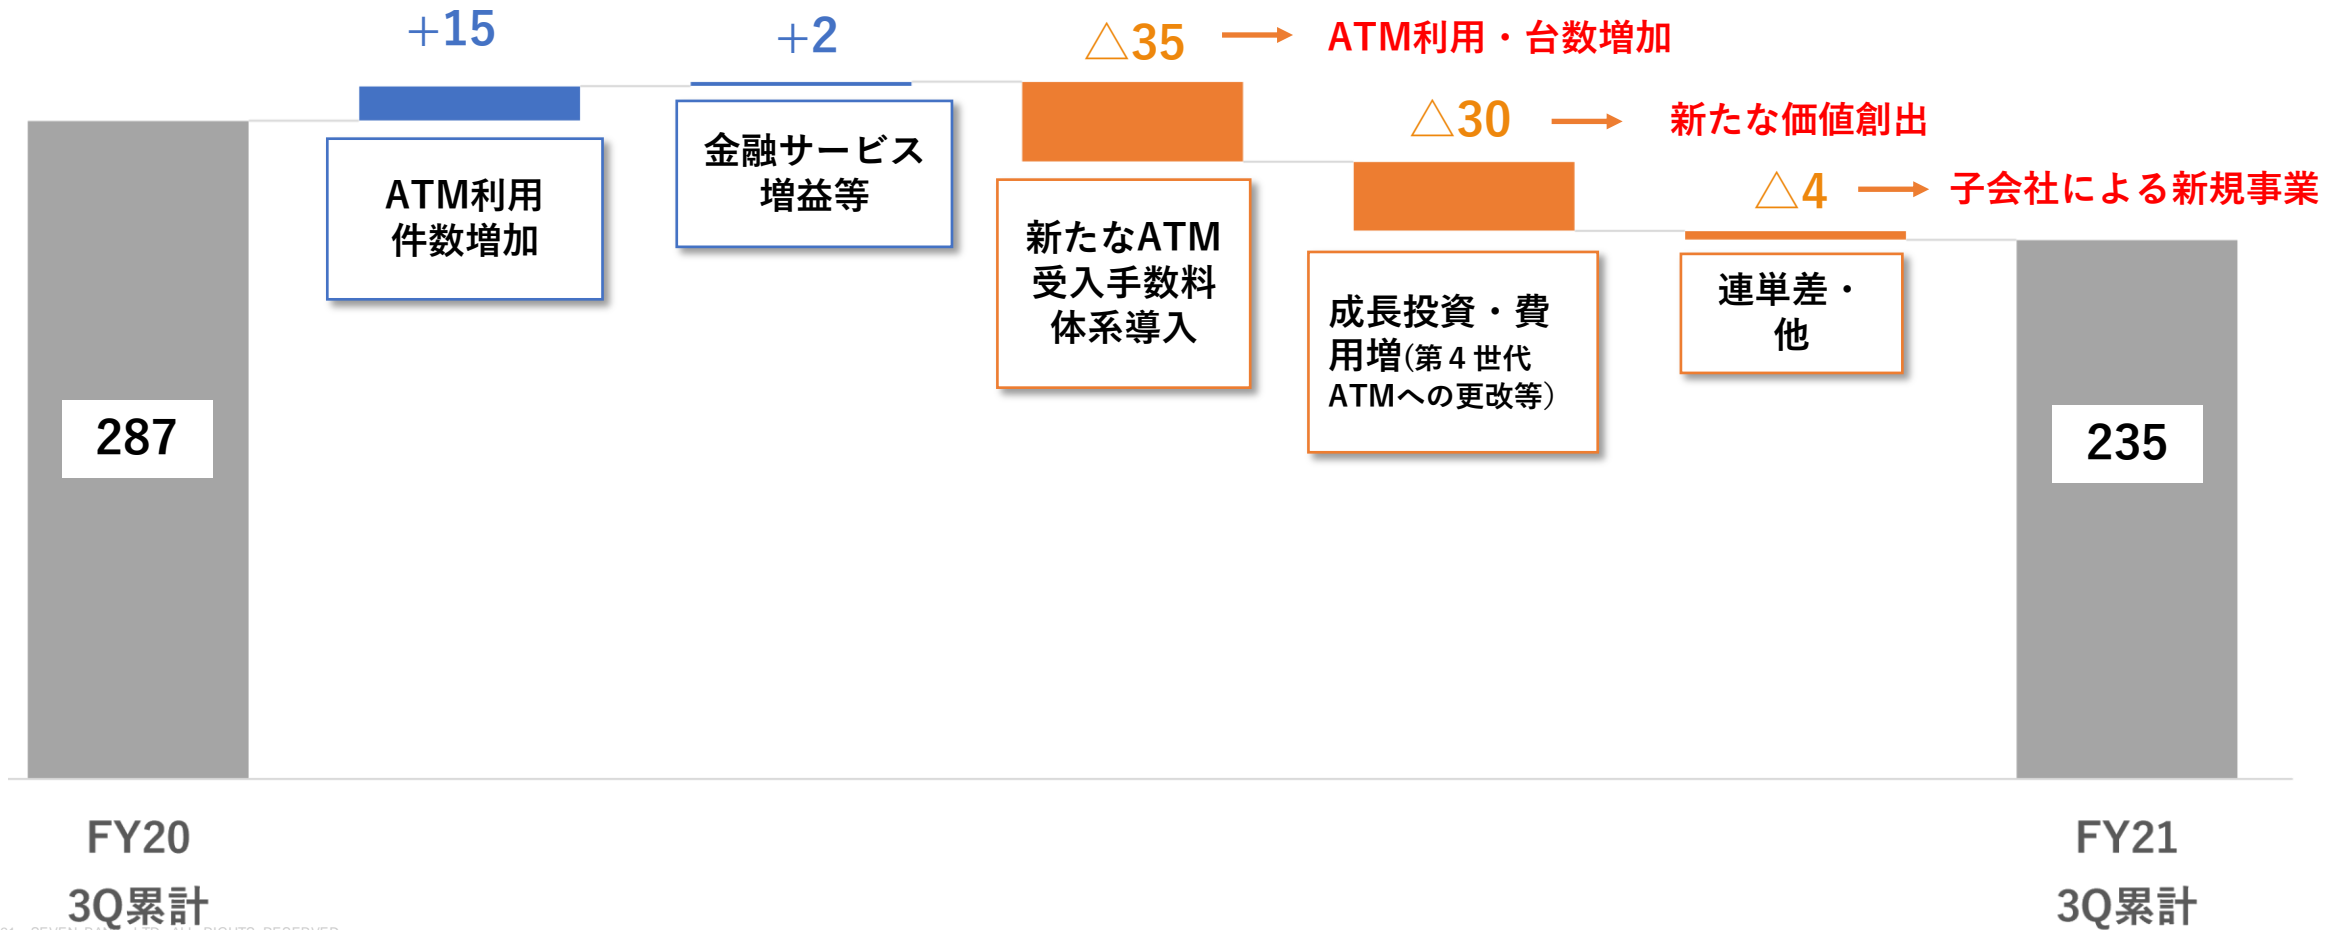 +15
+2
△35
ATM利用・台数増加
△30
新たな価値創出
△4
子会社による新規事業
ATM利用
件数増加
金融サービス
増益等
新たなATM
受入手数料
体系導入
成長投資・費
用増(第４世代
ATMへの更改等)
連単差・
他
287
235
FY20
3Q累計
FY21
3Q累計